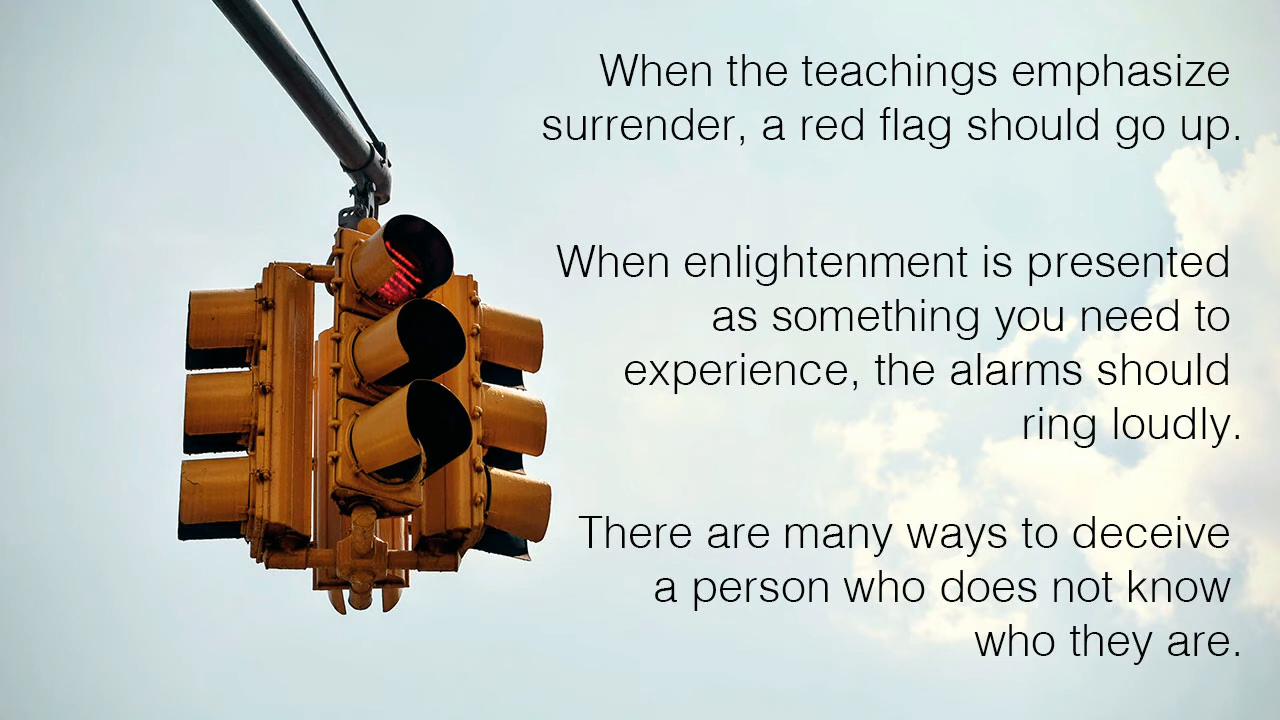 When the teachings emphasize
surrender, a red flag should go up.
When enlightenment is presented
as something you need to
experience, the alarms should
ring loudly.
There are many ways to deceive
a person who does not know
who they are.